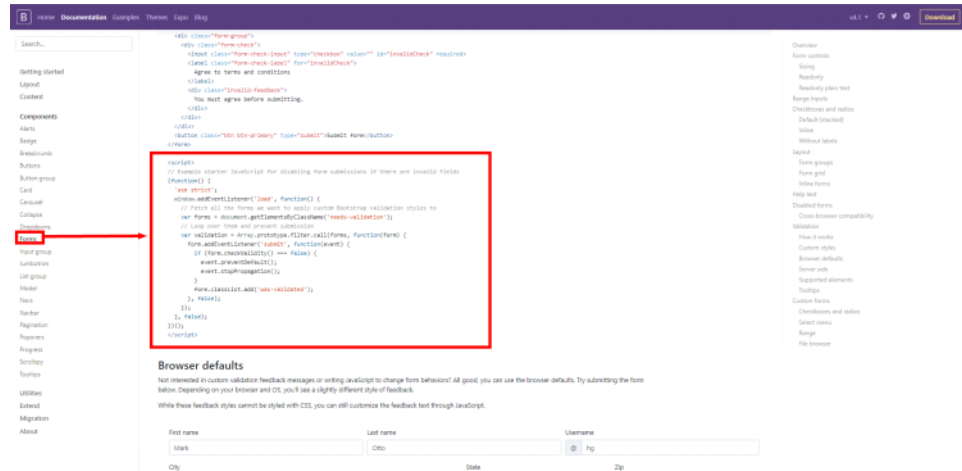 B Home Documentation Examples Themes Expo Blog v4.1 Download
Search...
Getting started
Layout
Content
Components
Alerts
Badge
Breadcrumb
Buttons
Button group
Card
Carousel
Collapse
Dropdowns
Forms
Input group
Jumbotron
List group
Modal
Navs
Navbar
Pagination
Popovers
Progress
Scrollspy
Tooltips
Utilities
Extend
Migration
About
<div class="form-group">
<div class="form-check">
<input class="form-check-input" type="checkbox" value="" id="invalidCheck" required>
<label class="form-check-label" for="invalidCheck">
Agree to terms and conditions
</label>
<div class="invalid-feedback">
You must agree before submitting.
</div>
</div>
</div>
<button class="btn btn-primary" type="submit">Submit form</button>
</form>
<script>
// Example starter JavaScript for disabling form submissions if there are invalid fields
(function() {
'use strict';
window.addEventListener('load', function() {
// Fetch all the forms we want to apply custom Bootstrap validation styles to
var forms = document.getElementsByClassName('needs-validation');
// Loop over them and prevent submission
var validation = Array.prototype.filter.call(forms, function(form) {
form.addEventListener('submit', function(event) {
if (form.checkValidity() === false) {
event.preventDefault();
event.stopPropagation();
}
form.classList.add('was-validated');
}, false);
});
}, false);
})();
</script>
Browser defaults
Not interested in custom validation feedback messages or writing JavaScript to change form behaviors? All good, you can use the browser defaults. Try submitting the form
below. Depending on your browser and OS, you'll see a slightly different style of feedback.
While these feedback styles cannot be styled with CSS, you can still customize the feedback text through JavaScript.
First name Last name Username
Mark Otto @ hg
City State Zip
Overview
Form controls
Sizing
Readonly
Readonly plain text
Range Inputs
Checkboxes and radios
Default (stacked)
Inline
Without labels
Layout
Form groups
Form grid
Inline forms
Help text
Disabled forms
Cross-browser compatibility
Validation
How it works
Custom styles
Browser defaults
Server side
Supported elements
Tooltips
Custom forms
Checkboxes and radios
Select menu
Range
File browser